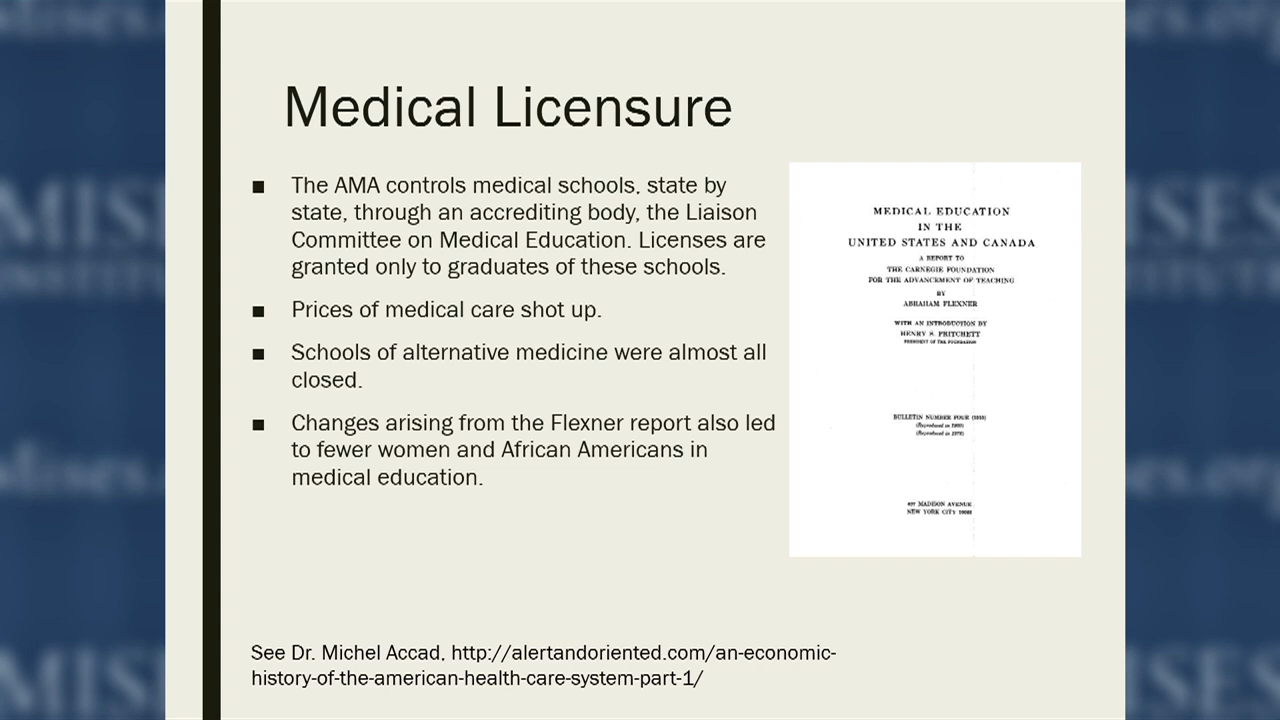 Medical Licensure
■ The AMA controls medical schools, state by
state, through an accrediting body, the Liaison
Committee on Medical Education. Licenses are
granted only to graduates of these schools.
■ Prices of medical care shot up.
■ Schools of alternative medicine were almost all
closed.
■ Changes arising from the Flexner report also led
to fewer women and African Americans in
medical education.
MEDICAL EDUCATION
IN THE
UNITED STATES AND CANADA
A REPORT TO
THE CARNEGIE FOUNDATION
FOR THE ADVANCEMENT OF TEACHING
BY
ABRAHAM FLEXNER
WITH AN INTRODUCTION BY
HENRY S. PRITCHETT
PRESIDENT OF THE FOUNDATION
BULLETIN NUMBER FOUR (1910)
(Reproduced in 1960)
(Reproduced in 1972)
MADISON AVENUE
NEW YORK CITY
See Dr. Michel Accad, http://alertandoriented.com/an-economic-
history-of-the-american-health-care-system-part-1/